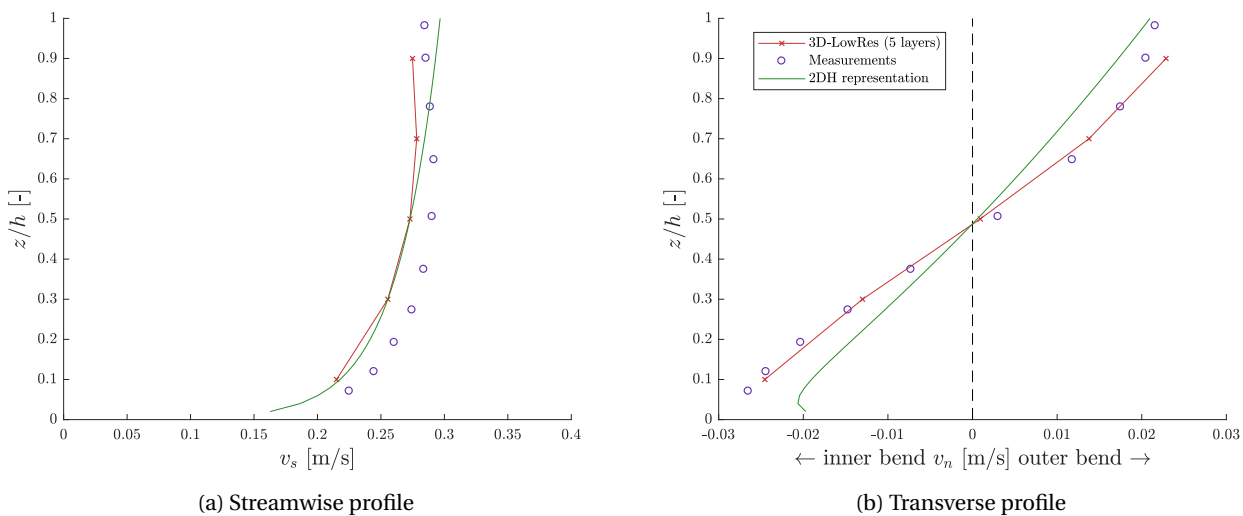 1
0.9
0.8
0.7
0.6
0.5
0.4
0.3
0.2
0.1
0
z/h [-]
0 0.05 0.1 0.15 0.2 0.25 0.3 0.35 0.4
v_s [m/s]
(a) Streamwise profile
1
0.9
0.8
0.7
0.6
0.5
0.4
0.3
0.2
0.1
0
z/h [-]
3D-LowRes (5 layers)
Measurements
2DH representation
-0.03 -0.02 -0.01 0 0.01 0.02 0.03
← inner bend v_n [m/s] outer bend →
(b) Transverse profile